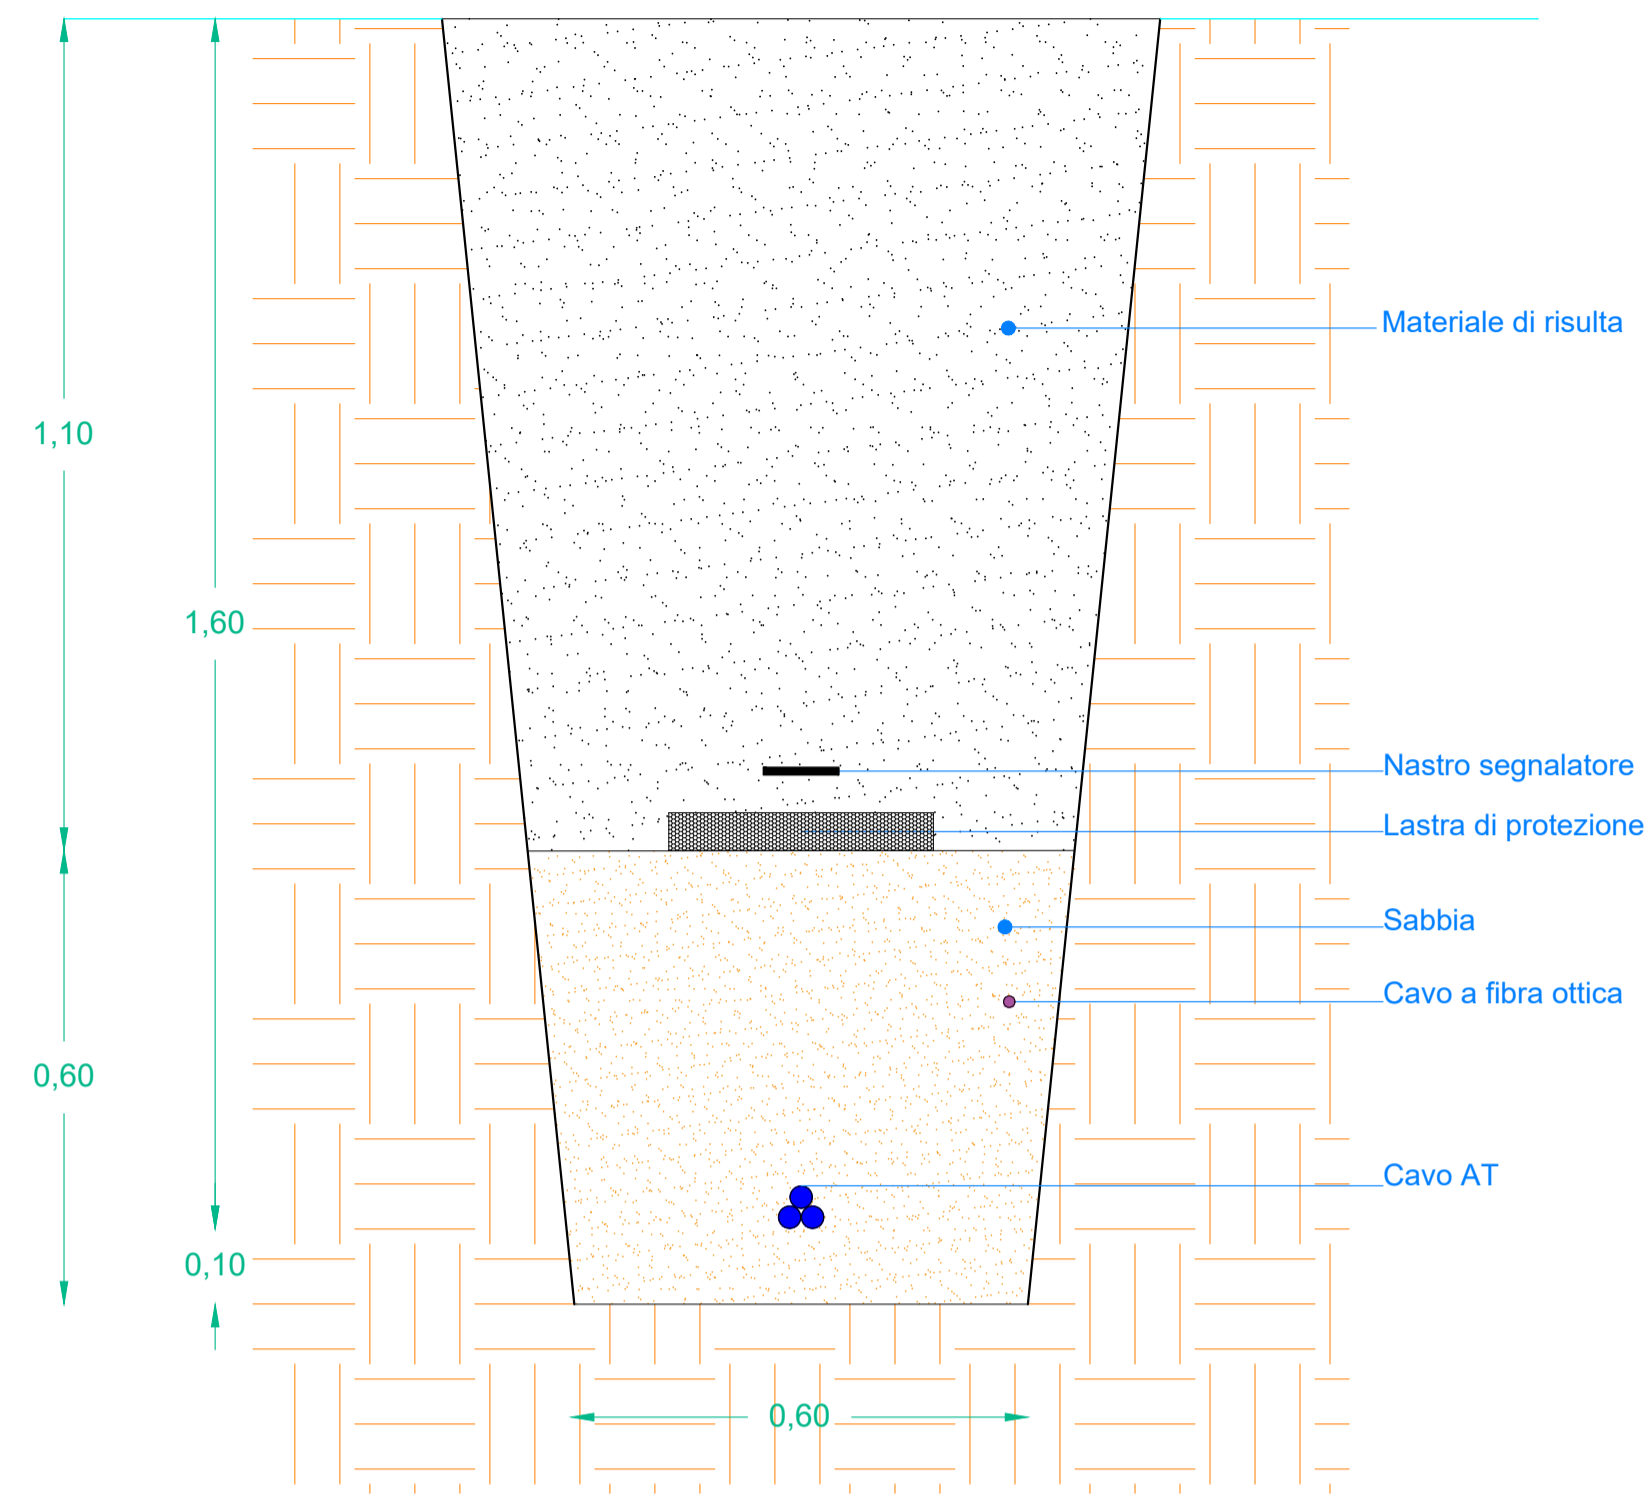 Materiale di risulta
1,10
1,60
Nastro segnalatore
Lastra di protezione
Sabbia
Cavo a fibra ottica
0,60
Cavo AT
0,10
0,60